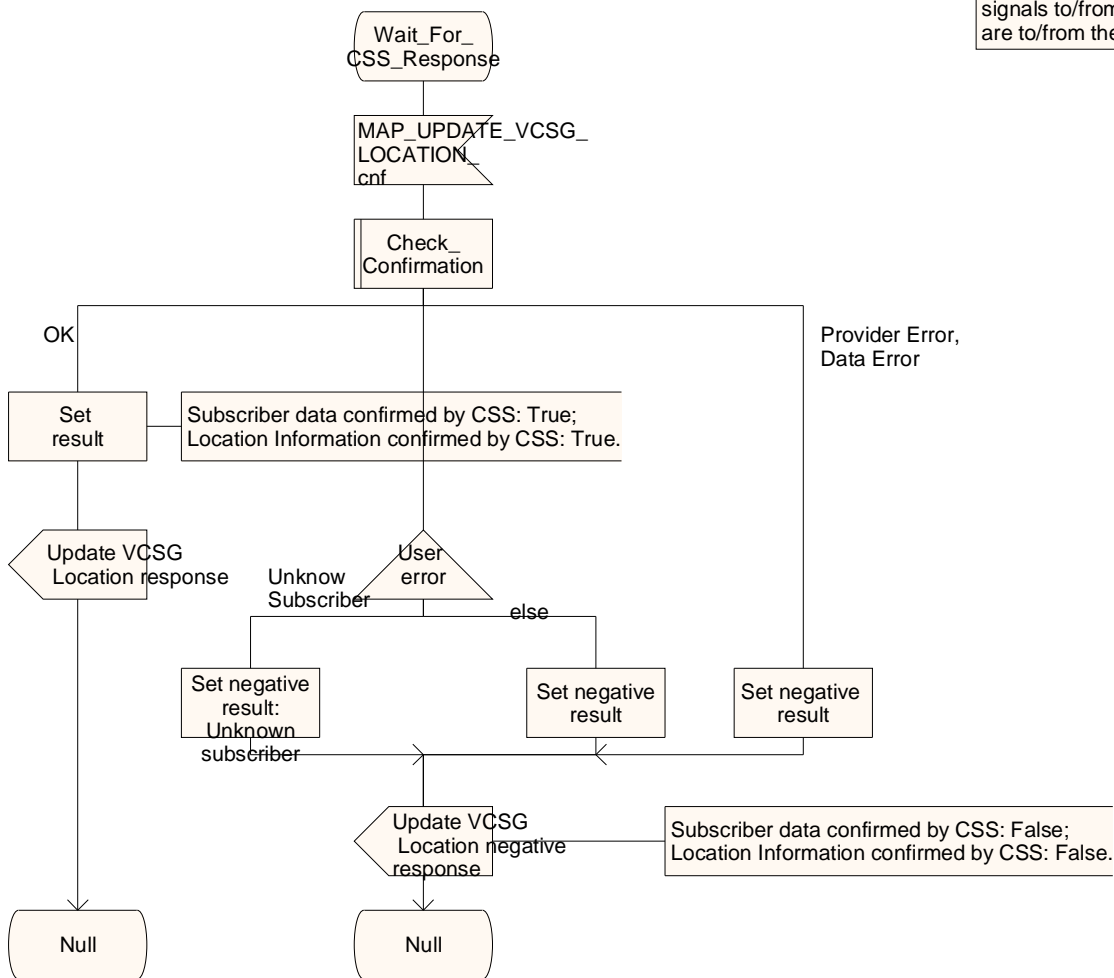 signals to/from
are to/from the
Wait_For_
CSS_Response
MAP_UPDATE_VCSG_
LOCATION_
cnf
Check_
Confirmation
OK
Provider Error,
Data Error
Set
result
Subscriber data confirmed by CSS: True;
Location Information confirmed by CSS: True.
Update VCSG
Location response
User
error
Unknow
Subscriber
else
Set negative
result:
Unknown
subscriber
Set negative
result
Set negative
result
Update VCSG
Location negative
response
Subscriber data confirmed by CSS: False;
Location Information confirmed by CSS: False.
Null
Null